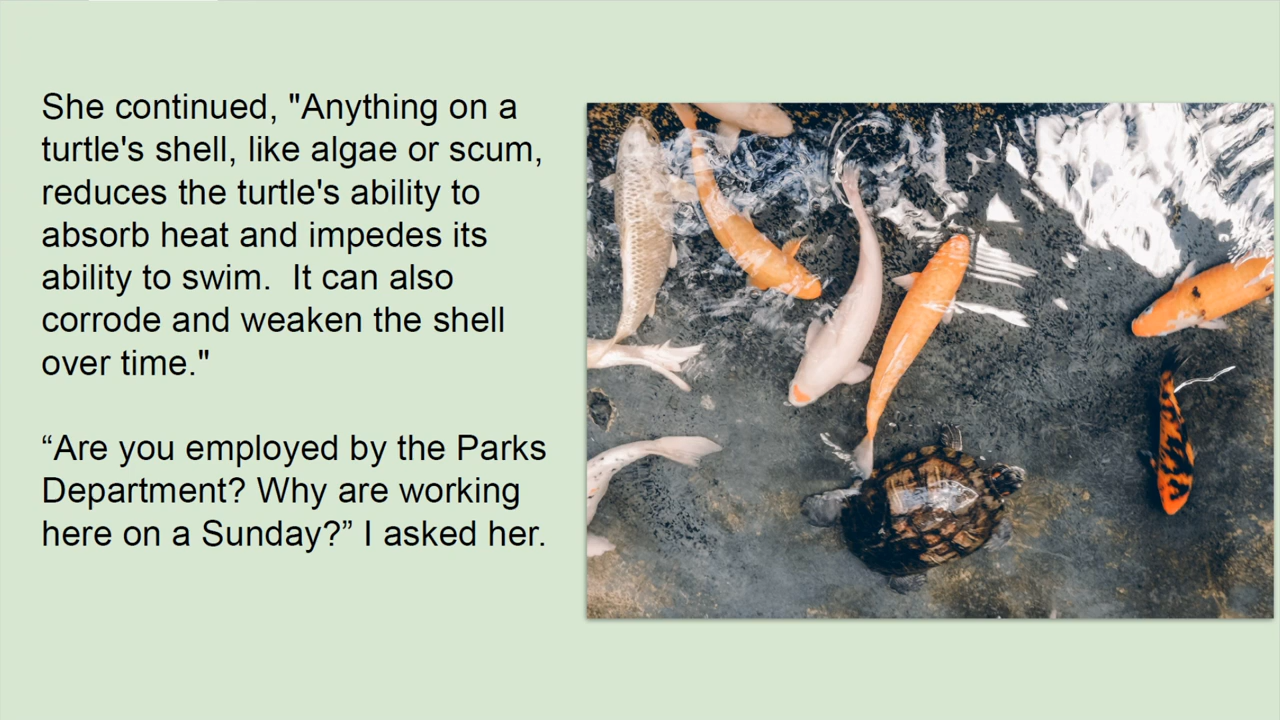 She continued, "Anything on a
turtle's shell, like algae or scum,
reduces the turtle's ability to
absorb heat and impedes its
ability to swim.  It can also
corrode and weaken the shell
over time."
“Are you employed by the Parks
Department? Why are working
here on a Sunday?” I asked her.